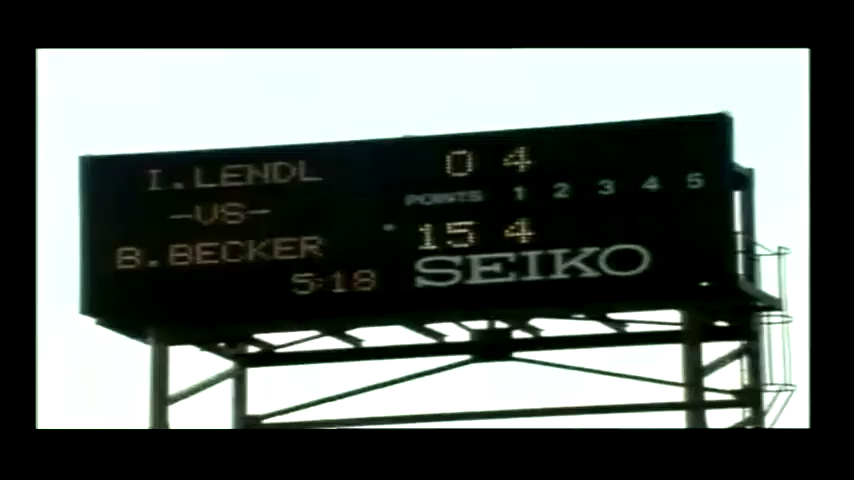 I.LENDL 0 4
POINTS 1 2 3 4 5
-VS-
B.BECKER 15 4
5:18 SEIKO